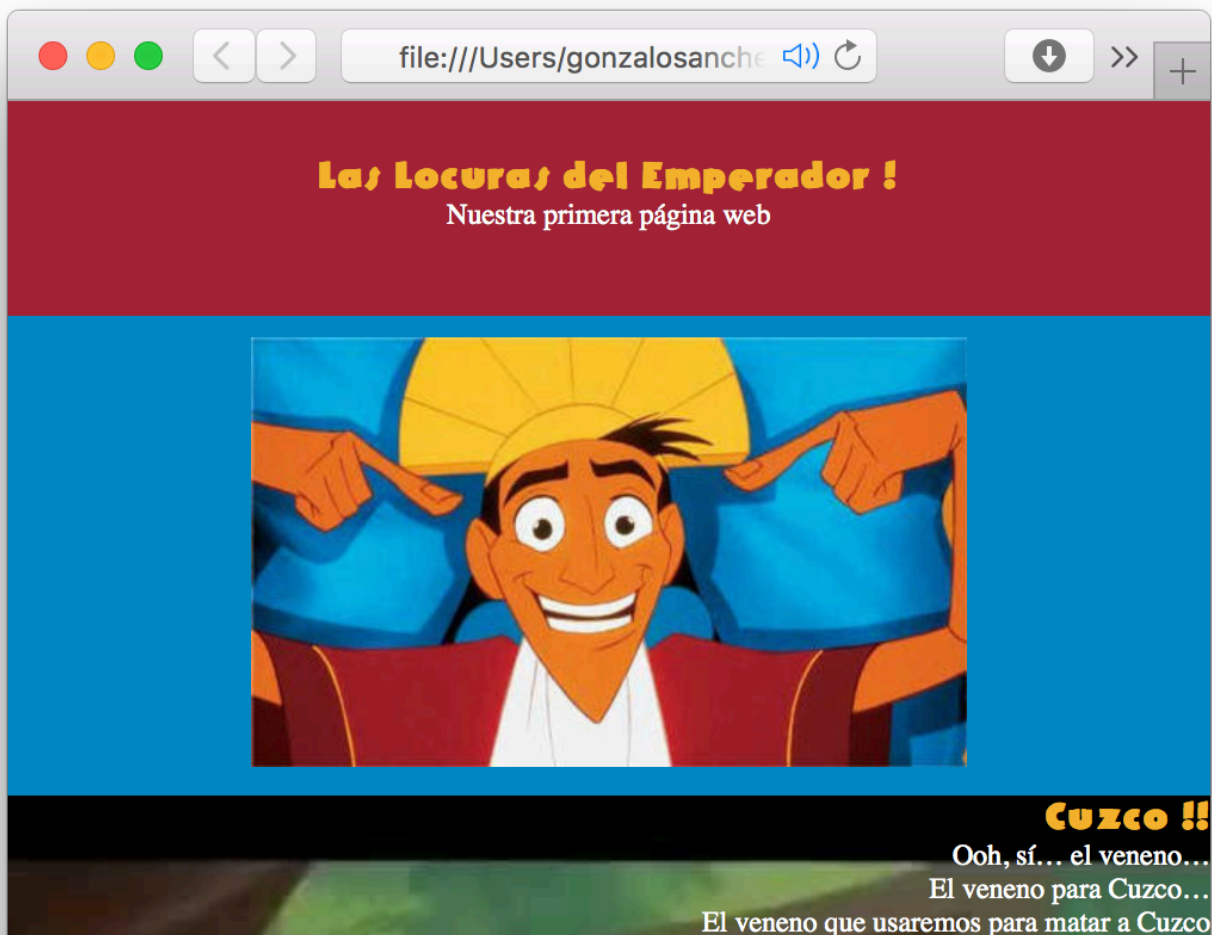 file:///Users/gonzalosanche
Las Locuras del Emperador !
Nuestra primera página web
Cuzco !!
Ooh, sí… el veneno…
El veneno para Cuzco…
El veneno que usaremos para matar a Cuzco